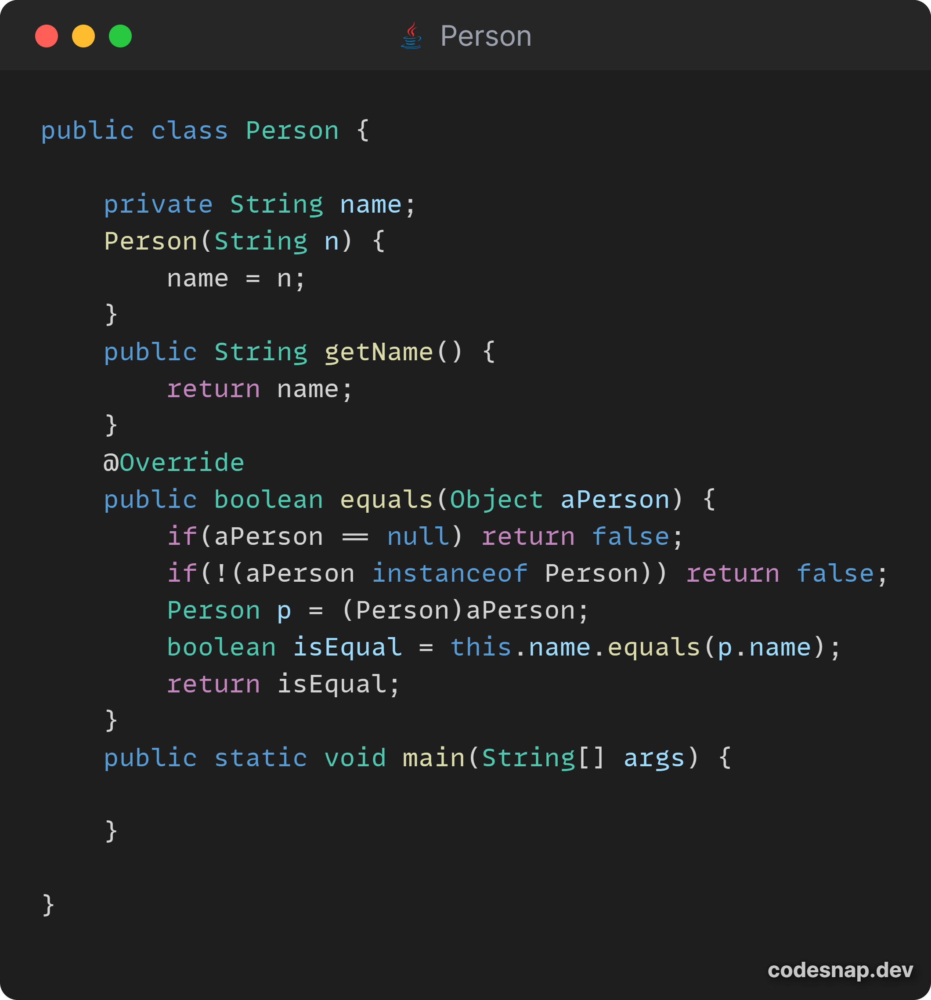 Person
public class Person {
private String name;
Person(String n) {
name = n;
}
public String getName() {
return name;
}
@Override
public boolean equals(Object aPerson) {
if(aPerson == null) return false;
if(!(aPerson instanceof Person)) return false;
Person p = (Person)aPerson;
boolean isEqual = this.name.equals(p.name);
return isEqual;
}
public static void main(String[] args) {
}
}
codesnap.dev